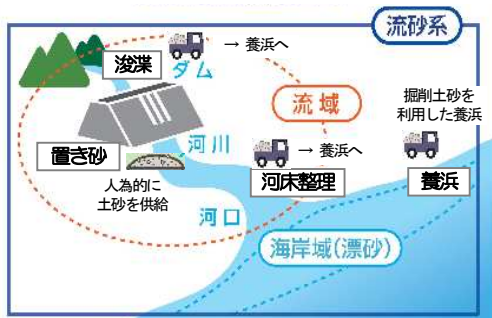 流砂系
→ 養浜へ
浚渫
ダム
掘削土砂を
利用した養浜
流域
置き砂
河川
→ 養浜へ
人為的に
土砂を供給
河床整理
養浜
河口
海岸域(漂砂)